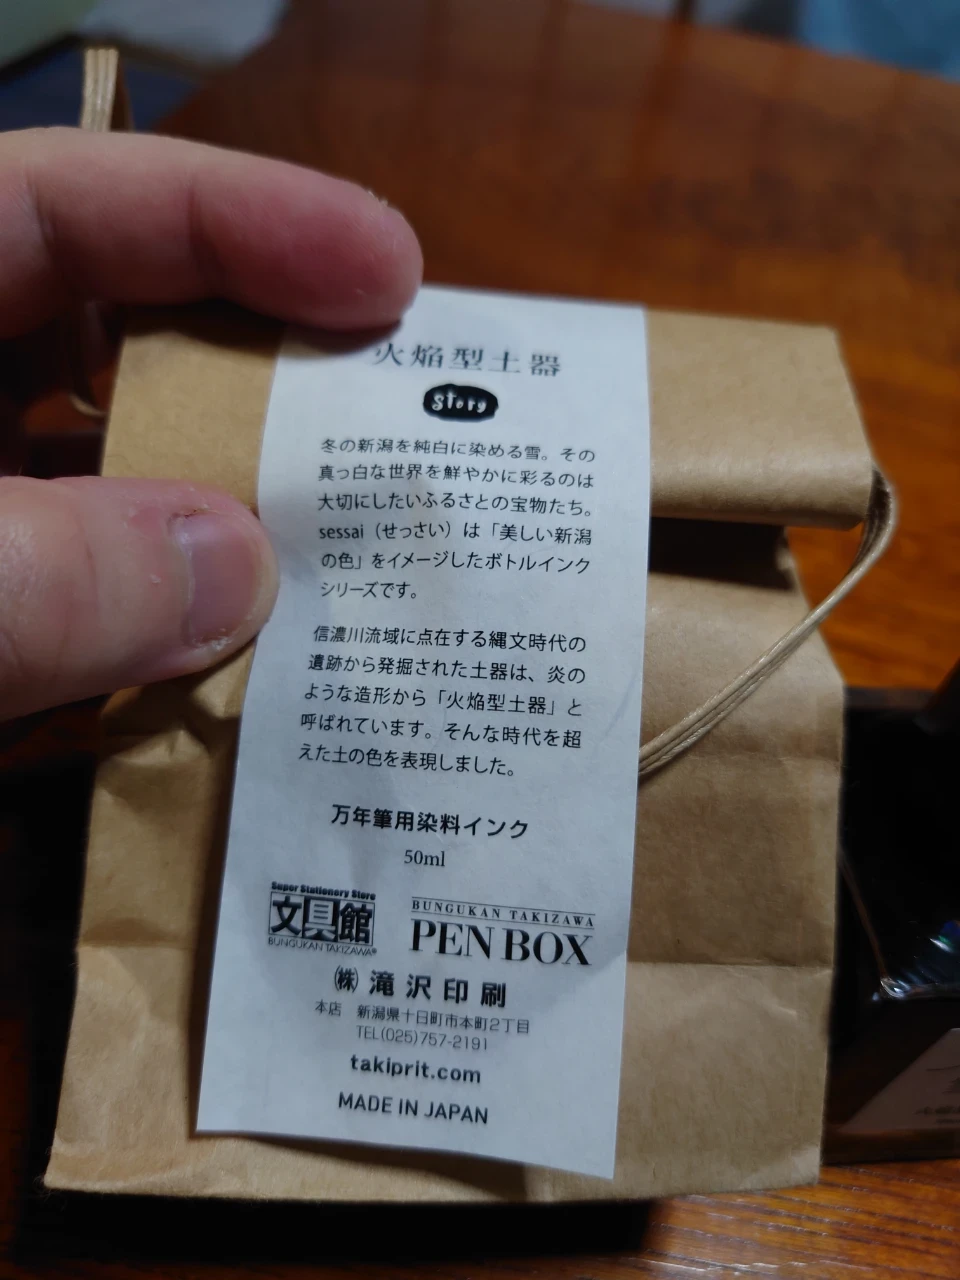 火焔型土器
story
冬の新潟を純白に染める雪。その
真っ白な世界を鮮やかに彩るのは
大切にしたいふるさとの宝物たち。
sessai（せっさい）は「美しい新潟
の色」をイメージしたボトルインク
シリーズです。
信濃川流域に点在する縄文時代の
遺跡から発掘された土器は、炎の
ような造形から「火焔型土器」と
呼ばれています。そんな時代を超
えた土の色を表現しました。
万年筆用染料インク
50ml
Super Stationery Store
文具館
BUNGUKAN TAKIZAWA®
BUNGUKAN TAKIZAWA
PEN BOX
㈱滝沢印刷
本店 新潟県十日町市本町2丁目
TEL(025)757-2191
takiprit.com
MADE IN JAPAN